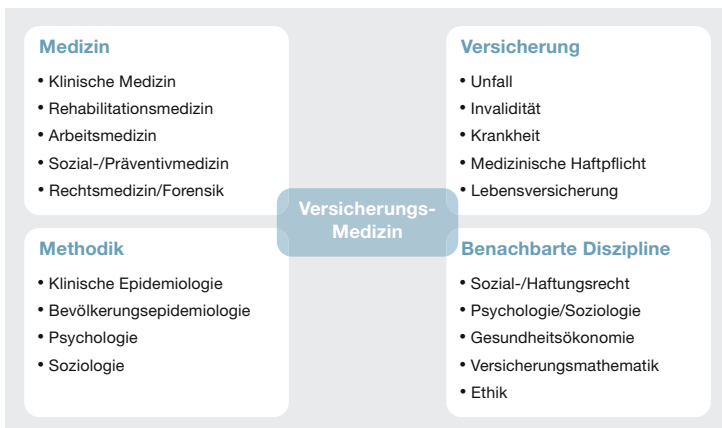 Medizin
• Klinische Medizin
• Rehabilitationsmedizin
• Arbeitsmedizin
• Sozial-/Präventivmedizin
• Rechtsmedizin/Forensik
Versicherung
• Unfall
• Invalidität
• Krankheit
• Medizinische Haftpflicht
• Lebensversicherung
Versicherungs-
Medizin
Methodik
• Klinische Epidemiologie
• Bevölkerungsepidemiologie
• Psychologie
• Soziologie
Benachbarte Discipline
• Sozial-/Haftungsrecht
• Psychologie/Soziologie
• Gesundheitsökonomie
• Versicherungsmathematik
• Ethik